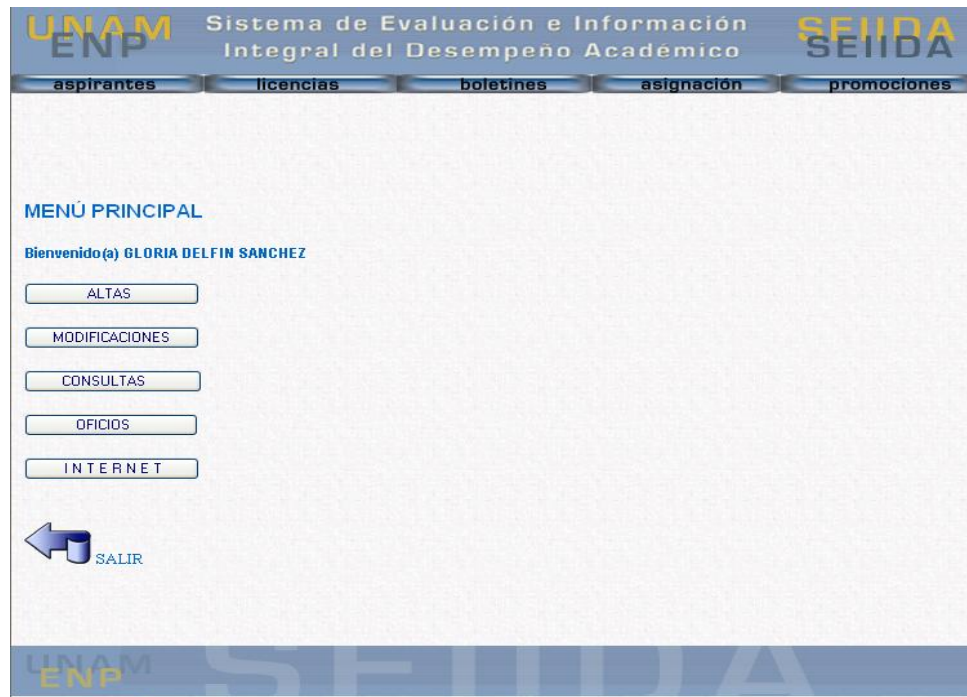 UNAM
ENP
Sistema de Evaluación e Información
Integral del Desempeño Académico
SEIIDA
SEIIDA
aspirantes licencias boletines asignación promociones
MENÚ PRINCIPAL
Bienvenido(a) GLORIA DELFIN SANCHEZ
ALTAS
MODIFICACIONES
CONSULTAS
OFICIOS
I N T E R N E T
SALIR
UNAM
ENP
SEIIDA